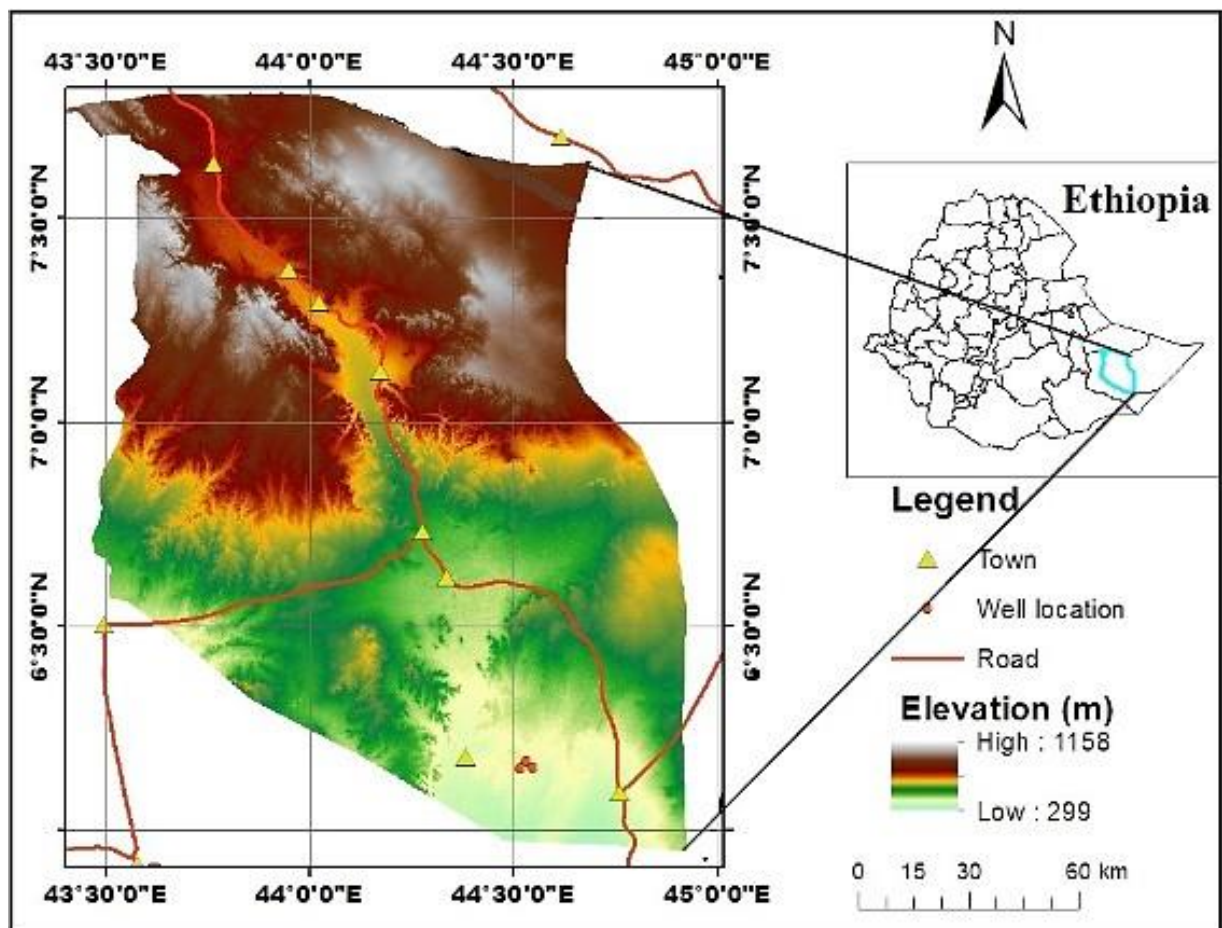 N
43°30'0"E 44°0'0"E 44°30'0"E 45°0'0"E
7°30'0"N
7°0'0"N
6°30'0"N
7°30'0"N
7°0'0"N
6°30'0"N
43°30'0"E 44°0'0"E 44°30'0"E 45°0'0"E
Ethiopia
Legend
Town
Well location
Road
Elevation (m)
High : 1158
Low : 299
0 15 30 60 km